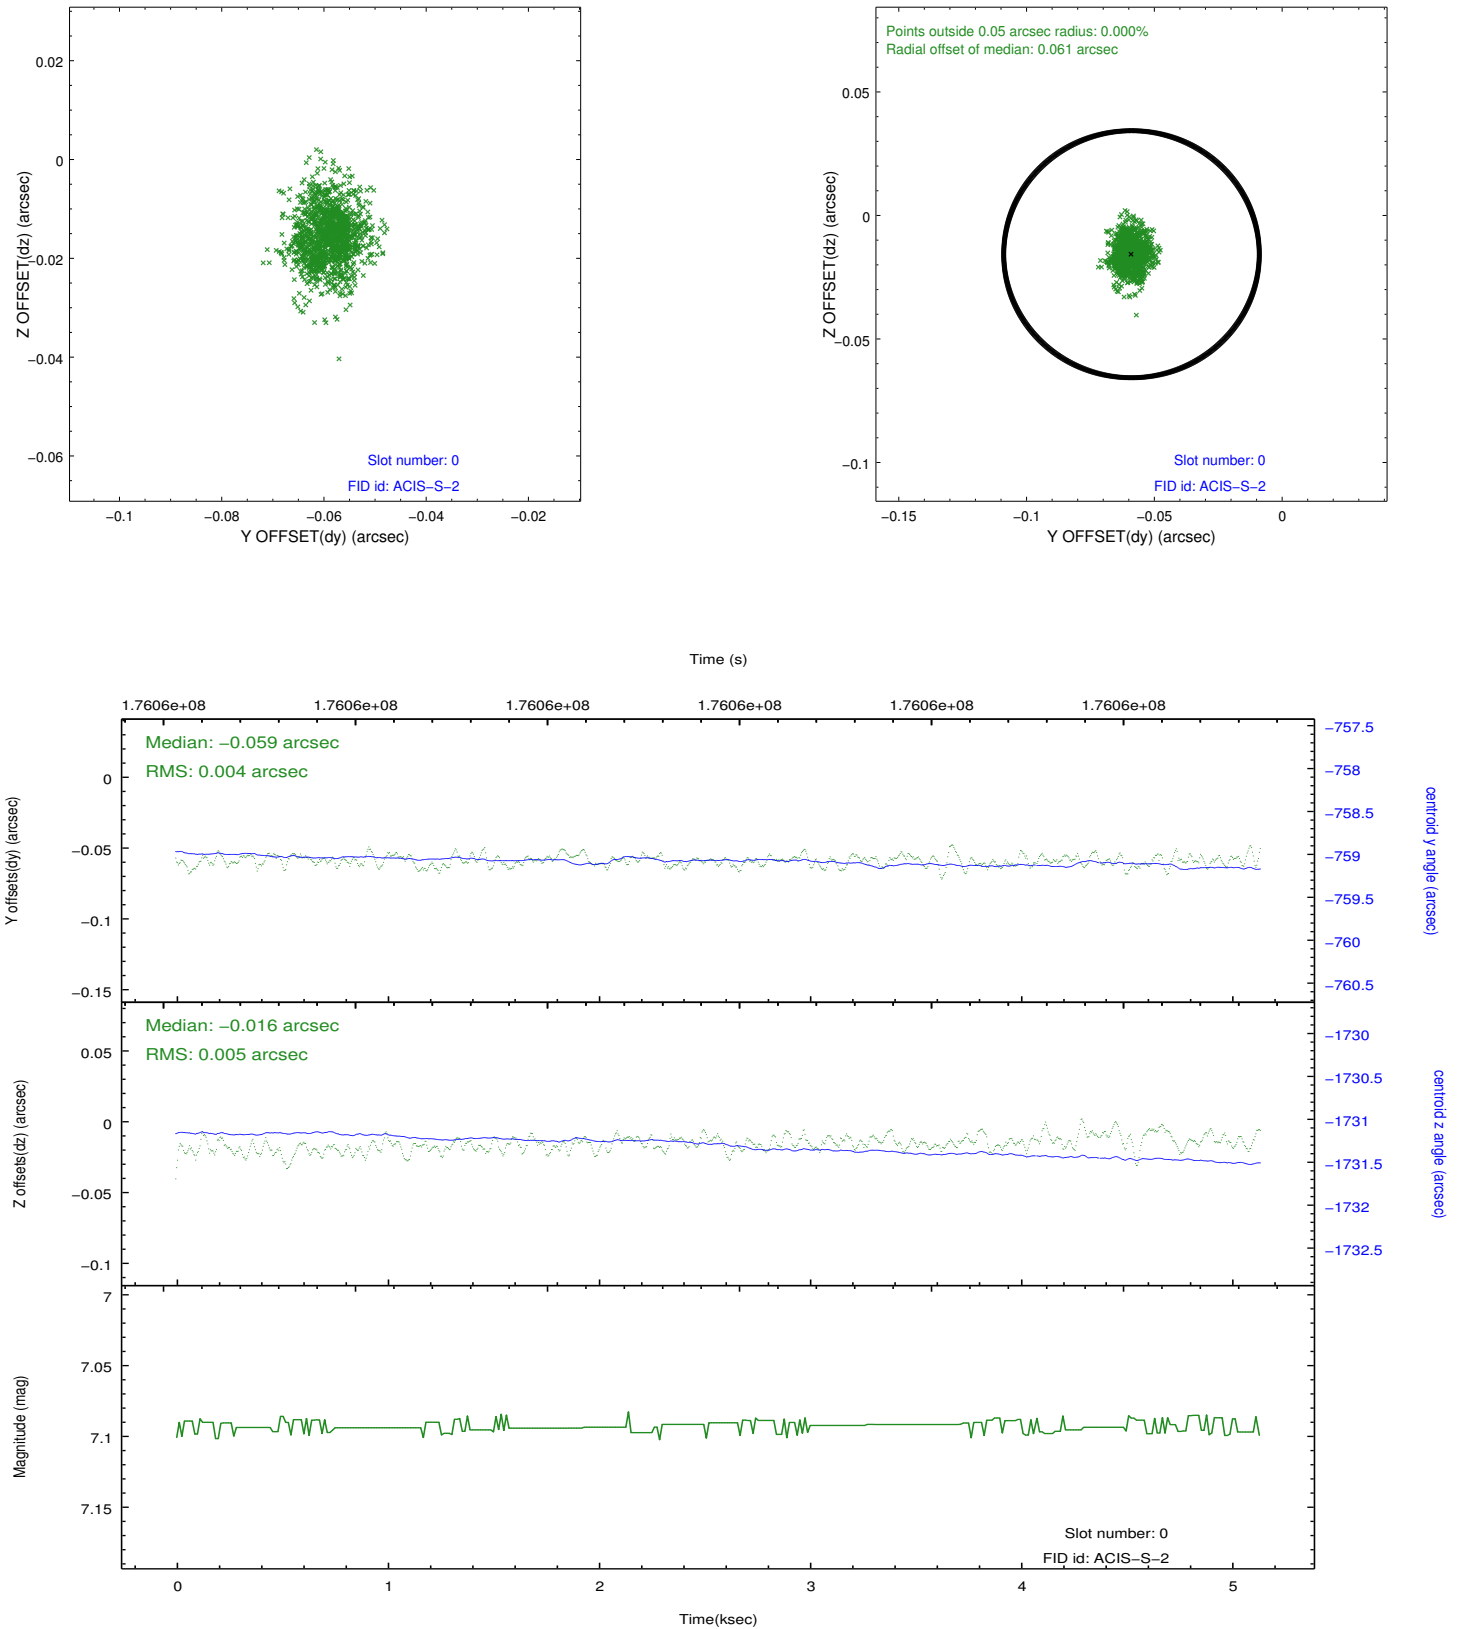 0.02
0
−0.02
−0.04
−0.06
Z OFFSET(dz) (arcsec)
Slot number: 0
FID id: ACIS−S−2
−0.1
−0.08
−0.06
−0.04
−0.02
Y OFFSET(dy) (arcsec)
Points outside 0.05 arcsec radius: 0.000%
Radial offset of median: 0.061 arcsec
0.05
0
−0.05
−0.1
Z OFFSET(dz) (arcsec)
Slot number: 0
FID id: ACIS−S−2
−0.15
−0.1
−0.05
0
Y OFFSET(dy) (arcsec)
Time (s)
1.7606e+08
1.7606e+08
1.7606e+08
1.7606e+08
1.7606e+08
1.7606e+08
Median: −0.059 arcsec
RMS: 0.004 arcsec
0
−0.05
−0.1
−0.15
Y offsets(dy) (arcsec)
−757.5
−758
−758.5
−759
−759.5
−760
−760.5
centroid y angle (arcsec)
Median: −0.016 arcsec
RMS: 0.005 arcsec
0.05
0
−0.05
−0.1
Z offsets(dz) (arcsec)
−1730
−1730.5
−1731
−1731.5
−1732
−1732.5
centroid z angle (arcsec)
7
7.05
7.1
7.15
Magnitude (mag)
Slot number: 0
FID id: ACIS−S−2
0
1
2
3
4
5
Time(ksec)